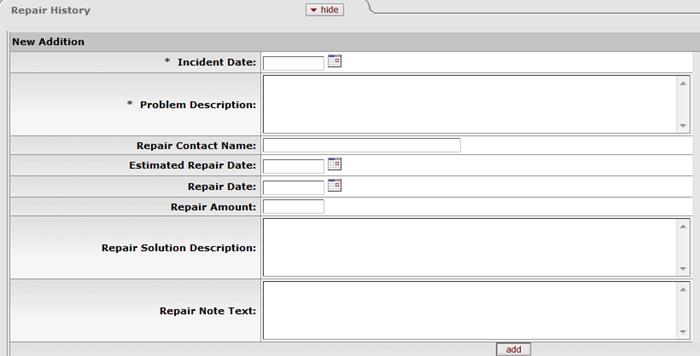 Repair History
hide
New Addition
* Incident Date:
* Problem Description:
Repair Contact Name:
Estimated Repair Date:
Repair Date:
Repair Amount:
Repair Solution Description:
Repair Note Text:
add